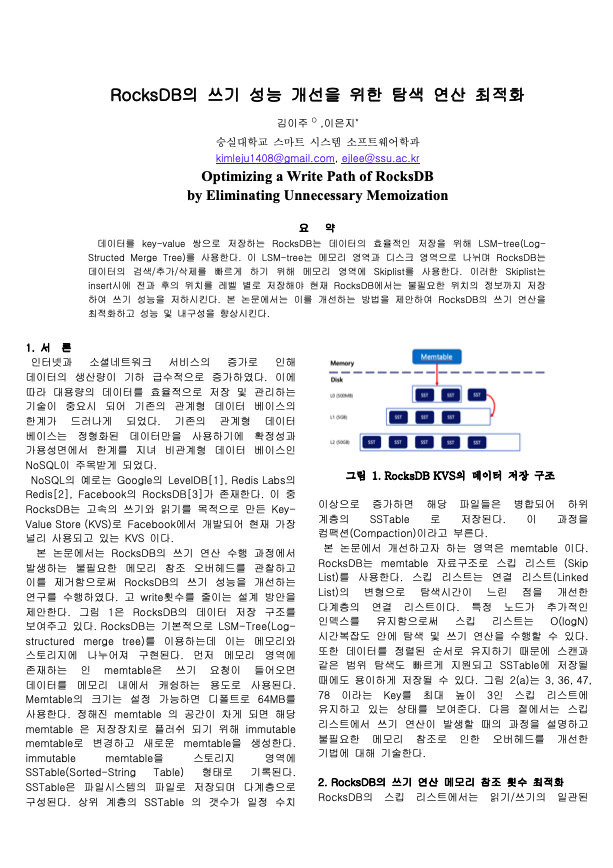 RocksDB의 쓰기 성능 개선을 위한 탐색 연산 최적화
김이주 O ,이은지*
숭실대학교 스마트 시스템 소프트웨어학과
kimleju1408@gmail.com, ejlee@ssu.ac.kr
Optimizing a Write Path of RocksDB
by Eliminating Unnecessary Memoization
요 약
데이터를 key-value 쌍으로 저장하는 RocksDB는 데이터의 효율적인 저장을 위해 LSM-tree(Log-
Structed Merge Tree)를 사용한다. 이 LSM-tree는 메모리 영역과 디스크 영역으로 나뉘며 RocksDB는
데이터의 검색/추가/삭제를 빠르게 하기 위해 메모리 영역에 Skiplist를 사용한다. 이러한 Skiplist는
insert시에 전과 후의 위치를 레벨 별로 저장해야 현재 RocksDB에서는 불필요한 위치의 정보까지 저장
하여 쓰기 성능을 저하시킨다. 본 논문에서는 이를 개선하는 방법을 제안하여 RocksDB의 쓰기 연산을
최적화하고 성능 및 내구성을 향상시킨다.
1. 서 론
인터넷과 소셜네트워크 서비스의 증가로 인해
데이터의 생산량이 기하 급수적으로 증가하였다. 이에
따라 대용량의 데이터를 효율적으로 저장 및 관리하는
기술이 중요시 되어 기존의 관계형 데이터 베이스의
한계가 드러나게 되었다. 기존의 관계형 데이터
베이스는 정형화된 데이터만을 사용하기에 확정성과
가용성면에서 한계를 지녀 비관계형 데이터 베이스인
NoSQL이 주목받게 되었다.
NoSQL의 예로는 Google의 LevelDB[1], Redis Labs의
Redis[2], Facebook의 RocksDB[3]가 존재한다. 이 중
RocksDB는 고속의 쓰기와 읽기를 목적으로 만든 Key-
Value Store (KVS)로 Facebook에서 개발되어 현재 가장
널리 사용되고 있는 KVS 이다.
본 논문에서는 RocksDB의 쓰기 연산 수행 과정에서
발생하는 불필요한 메모리 참조 오버헤드를 관찰하고
이를 제거함으로써 RocksDB의 쓰기 성능을 개선하는
연구를 수행하였다. 고 write횟수를 줄이는 설계 방안을
제안한다. 그림 1은 RocksDB의 데이터 저장 구조를
보여주고 있다. RocksDB는 기본적으로 LSM-Tree(Log-
structured merge tree)를 이용하는데 이는 메모리와
스토리지에 나누어져 구현된다. 먼저 메모리 영역에
존재하는 인 memtable은 쓰기 요청이 들어오면
데이터를 메모리 내에서 캐슁하는 용도로 사용된다.
Memtable의 크기는 설정 가능하면 디폴트로 64MB를
사용한다. 정해진 memtable 의 공간이 차게 되면 해당
memtable 은 저장장치로 플러쉬 되기 위해 immutable
memtable로 변경하고 새로운 memtable을 생성한다.
immutable memtable을 스토리지 영역에
SSTable(Sorted-String Table) 형태로 기록된다.
SSTable은 파일시스템의 파일로 저장되며 다계층으로
구성된다. 상위 계층의 SSTable 의 갯수가 일정 수치
Memtable
Memory
Disk
L0 (500MB)
SST SST SST
L1 (5GB)
SST SST SST
L2 (50GB)
SST SST SST SST SST SST
그림 1. RocksDB KVS의 데이터 저장 구조
이상으로 증가하면 해당 파일들은 병합되어 하위
계층의 SSTable 로 저장된다. 이 과정을
컴팩션(Compaction)이라고 부른다.
본 논문에서 개선하고자 하는 영역은 memtable 이다.
RocksDB는 memtable 자료구조로 스킵 리스트 (Skip
List)를 사용한다. 스킵 리스트는 연결 리스트(Linked
List)의 변형으로 탐색시간이 느린 점을 개선한
다계층의 연결 리스트이다. 특정 노드가 추가적인
인덱스를 유지함으로써 스킵 리스트는 O(logN)
시간복잡도 안에 탐색 및 쓰기 연산을 수행할 수 있다.
또한 데이터를 정렬된 순서로 유지하기 때문에 스캔과
같은 범위 탐색도 빠르게 지원되고 SSTable에 저장될
때에도 용이하게 저장될 수 있다. 그림 2(a)는 3, 36, 47,
78 이라는 Key를 최대 높이 3인 스킵 리스트에
유지하고 있는 상태를 보여준다. 다음 절에서는 스킵
리스트에서 쓰기 연산이 발생할 때의 과정을 설명하고
불필요한 메모리 참조로 인한 오버헤드를 개선한
기법에 대해 기술한다.
2. RocksDB의 쓰기 연산 메모리 참조 횟수 최적화
RocksDB의 스킵 리스트에서는 읽기/쓰기의 일관된